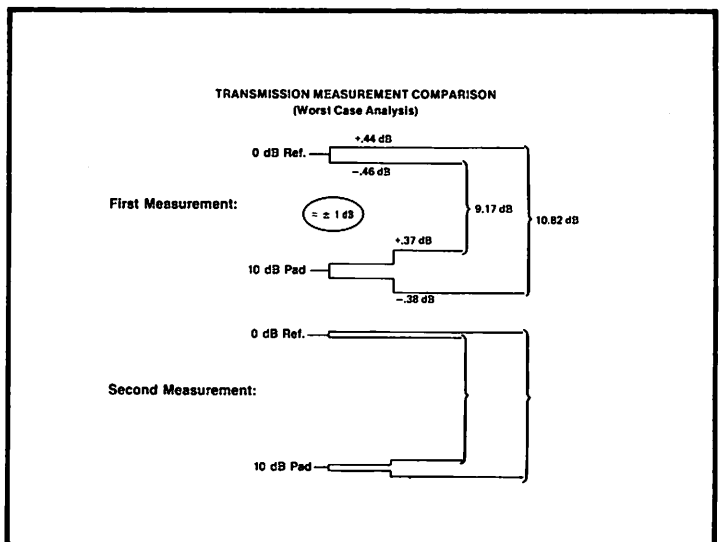 TRANSMISSION MEASUREMENT COMPARISON
(Worst Case Analysis)
+.44 dB
0 dB Ref.
−.46 dB
First Measurement:
≈ ± 1 dB
9.17 dB
10.82 dB
+.37 dB
10 dB Pad
−.38 dB
0 dB Ref.
Second Measurement:
10 dB Pad